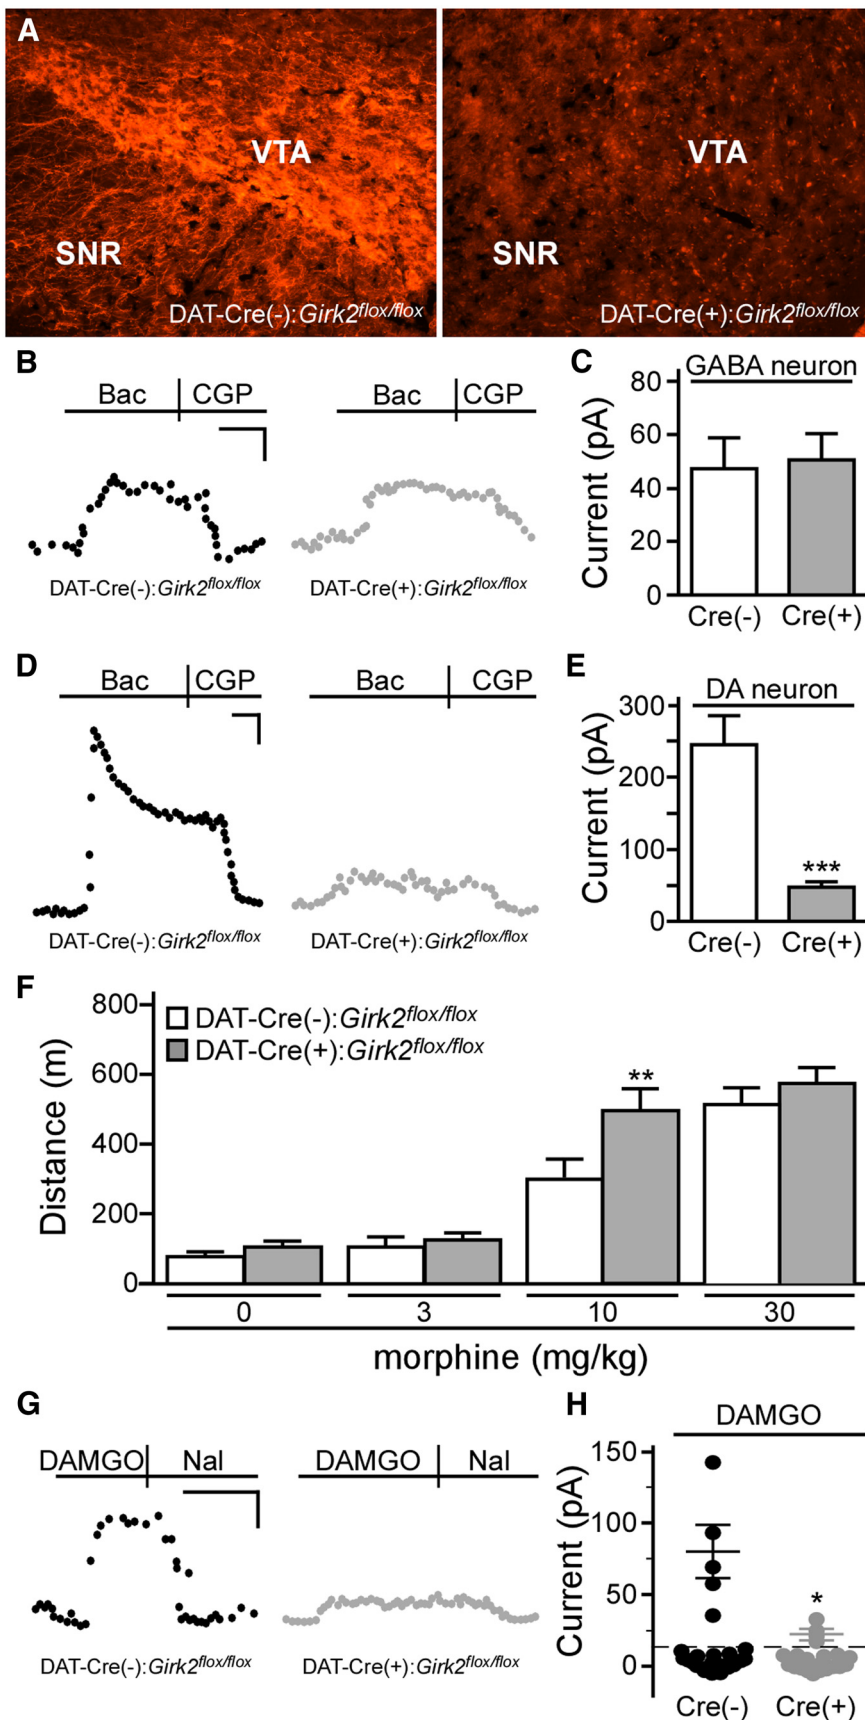 A
VTA
SNR
DAT-Cre(-):Girk2flox/flox
VTA
SNR
DAT-Cre(+):Girk2flox/flox
B
Bac CGP
DAT-Cre(-):Girk2flox/flox
Bac CGP
DAT-Cre(+):Girk2flox/flox
C
GABA neuron
Current (pA)
80
60
40
20
0
Cre(-) Cre(+)
D
Bac CGP
DAT-Cre(-):Girk2flox/flox
Bac CGP
DAT-Cre(+):Girk2flox/flox
E
DA neuron
Current (pA)
300
200
100
0
***
Cre(-) Cre(+)
F
Distance (m)
800
600
400
200
0
DAT-Cre(-):Girk2flox/flox
DAT-Cre(+):Girk2flox/flox
**
0 3 10 30
morphine (mg/kg)
G
DAMGO Nal
DAT-Cre(-):Girk2flox/flox
DAMGO Nal
DAT-Cre(+):Girk2flox/flox
H
DAMGO
Current (pA)
150
100
50
0
*
Cre(-) Cre(+)